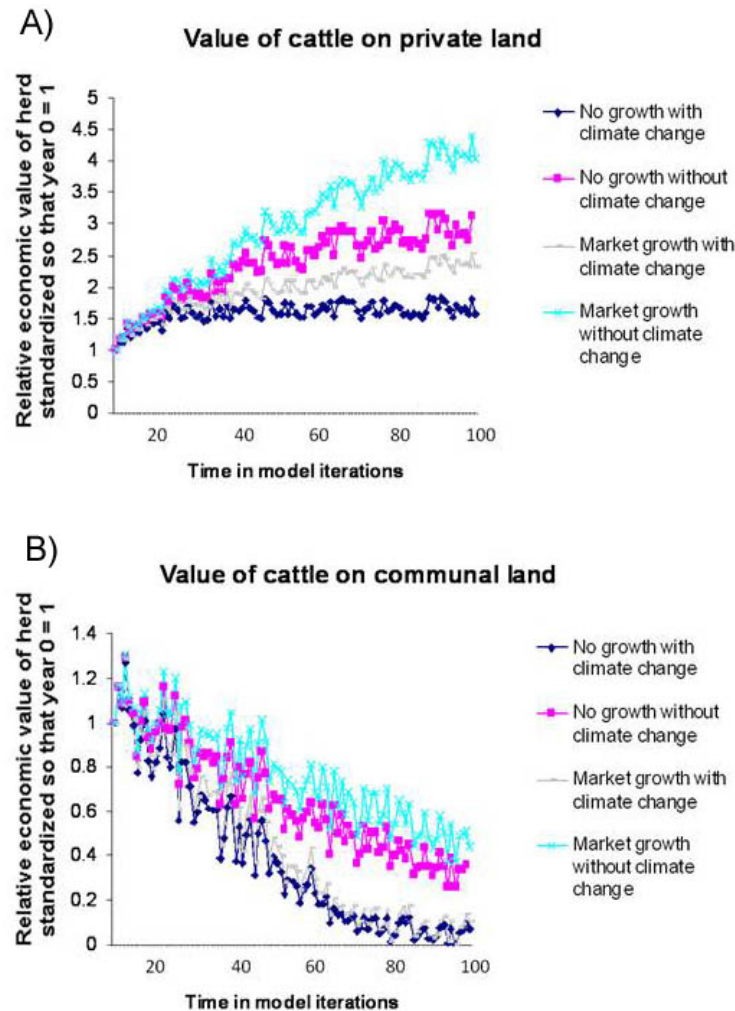 A)
Value of cattle on private land
Relative economic value of herd
standardized so that year 0 = 1
5
4.5
4
3.5
3
2.5
2
1.5
1
0.5
0
20 40 60 80 100
Time in model iterations
No growth with
climate change
No growth without
climate change
Market growth with
climate change
Market growth
without climate
change
B)
Value of cattle on communal land
Relative economic value of herd
standardized so that year 0 = 1
1.4
1.2
1
0.8
0.6
0.4
0.2
0
20 40 60 80 100
Time in model iterations
No growth with
climate change
No growth without
climate change
Market growth with
climate change
Market growth
without climate
change